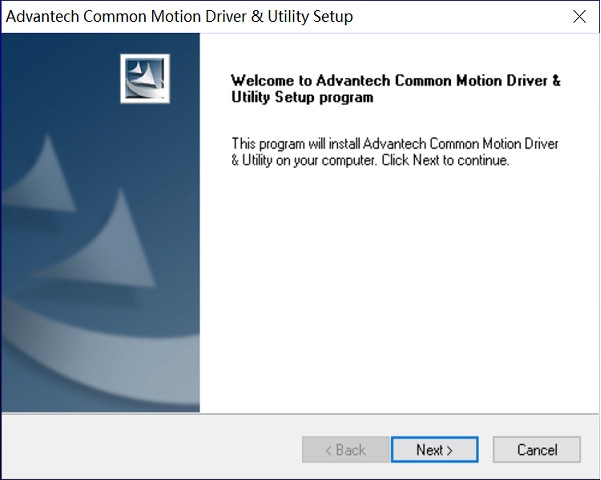 Advantech Common Motion Driver & Utility Setup
Welcome to Advantech Common Motion Driver &
Utility Setup program
This program will install Advantech Common Motion Driver
& Utility on your computer. Click Next to continue.
< Back
Next >
Cancel